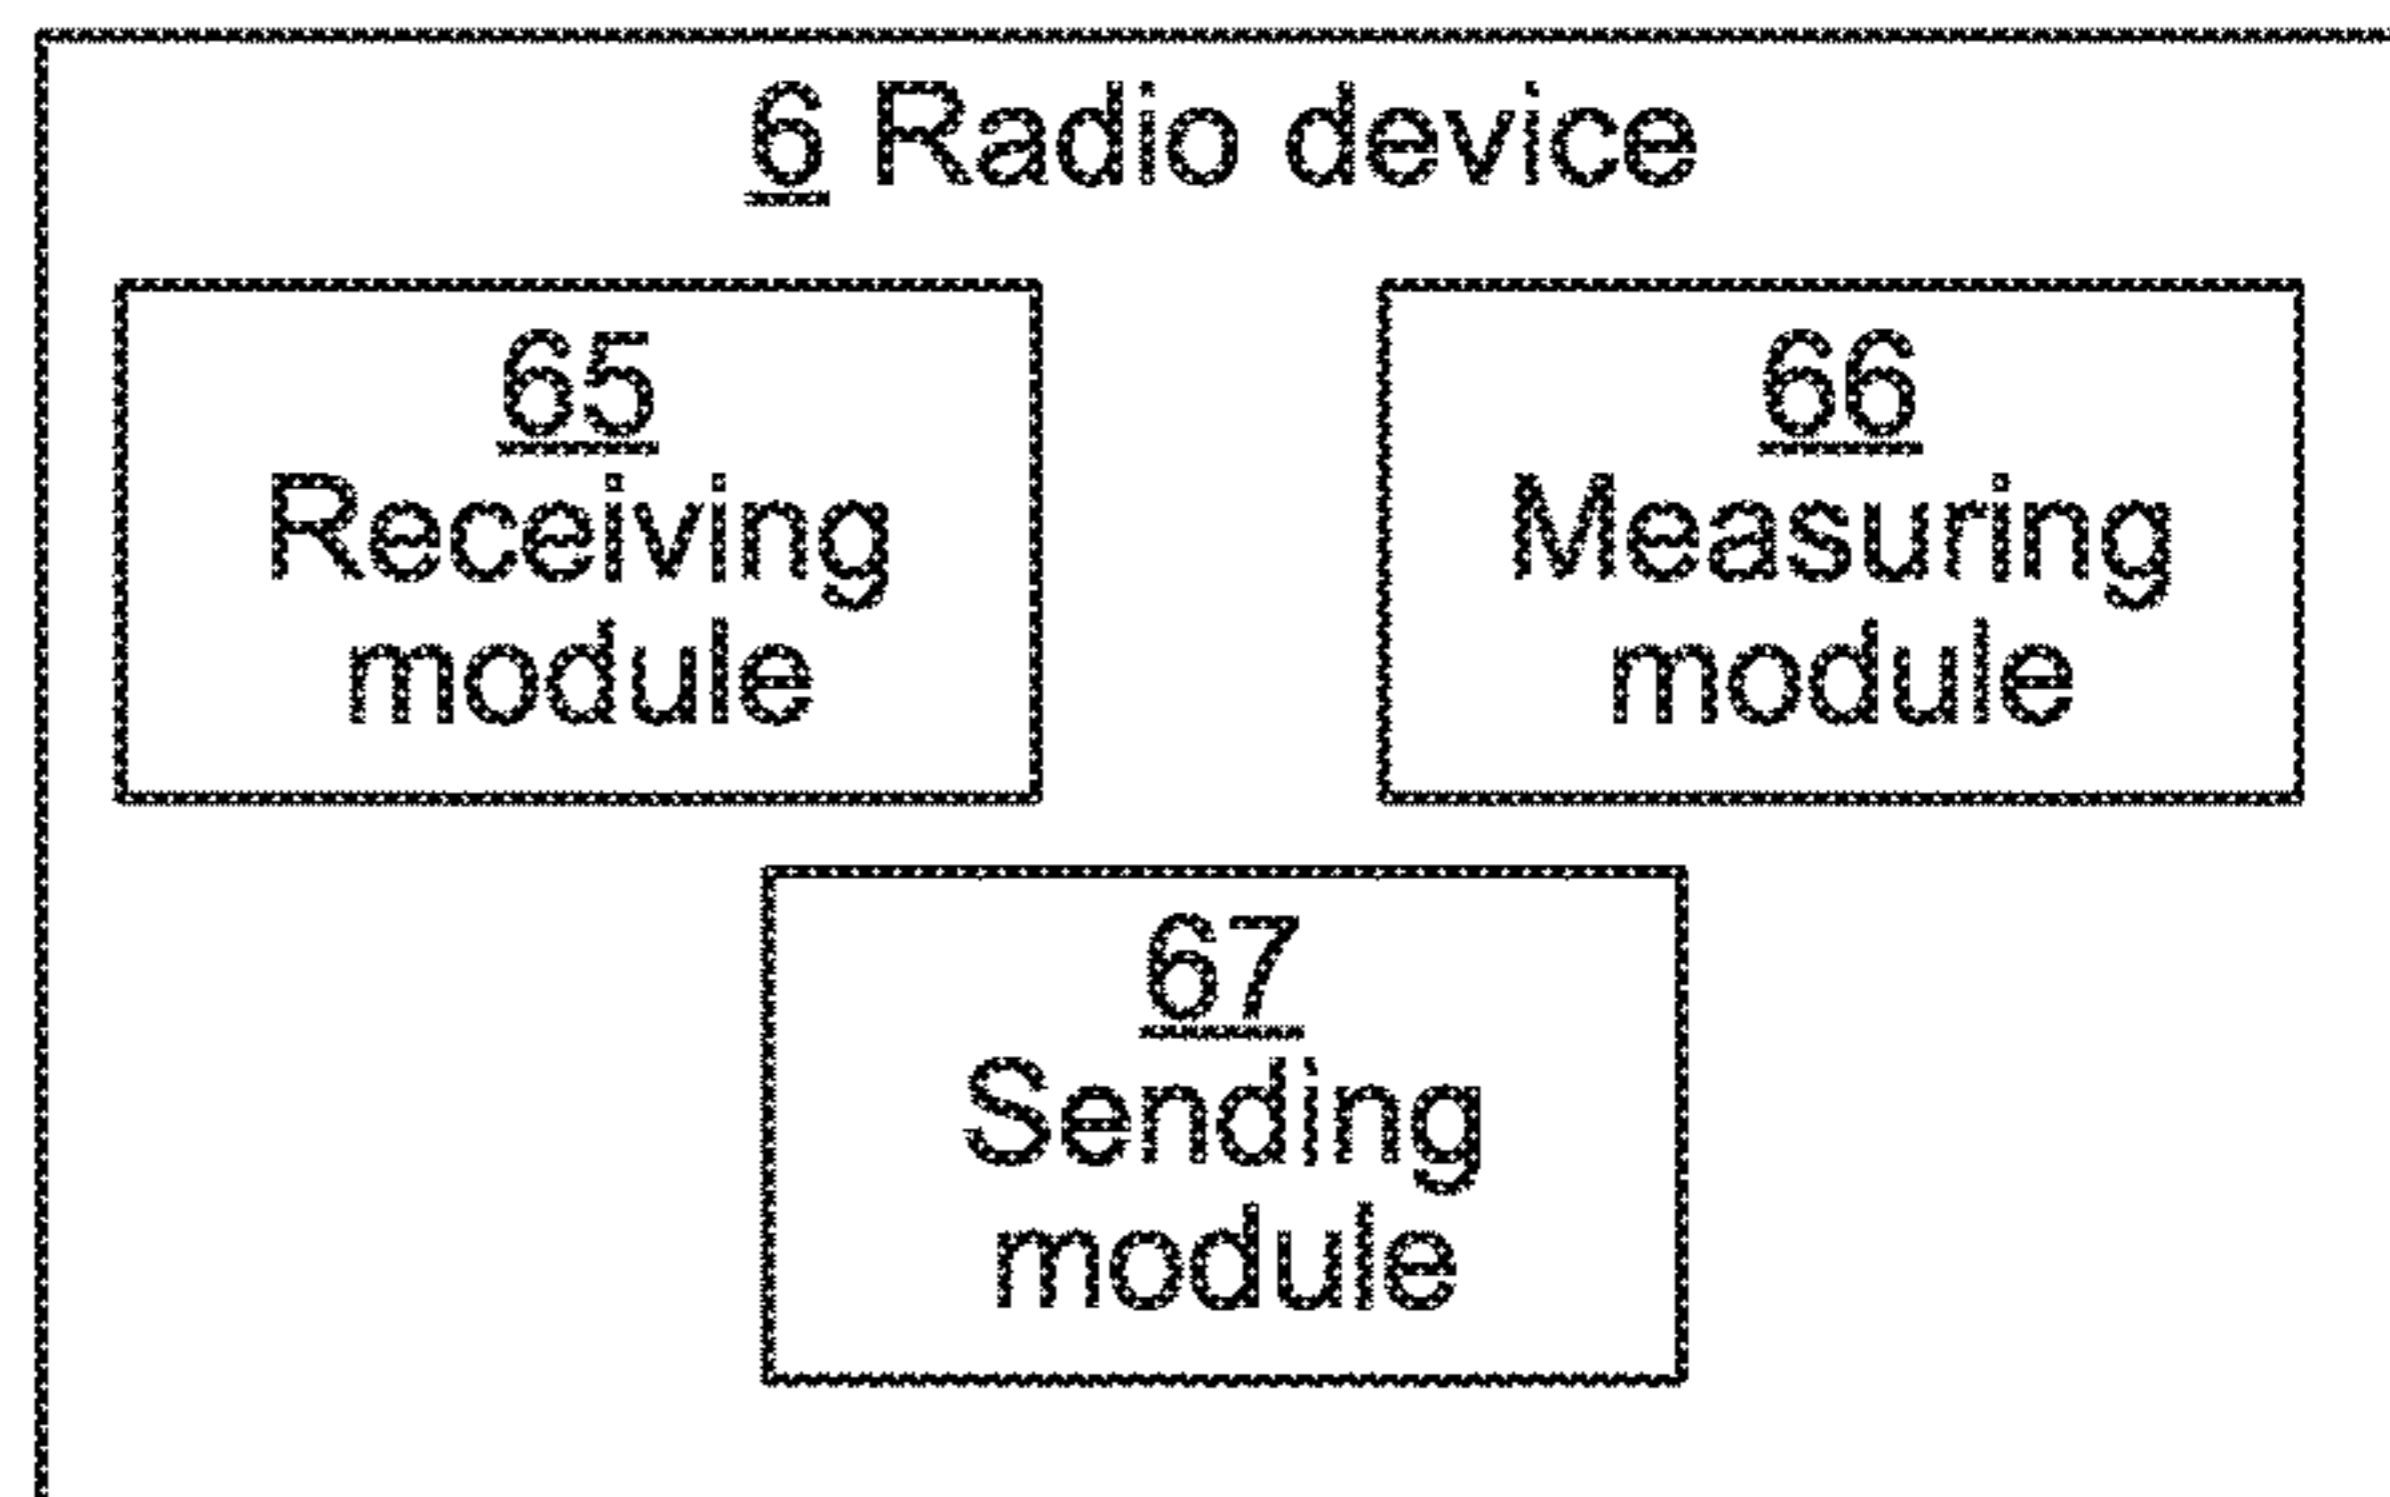 6 Radio device
65
Receiving
module
66
Measuring
module
67
Sending
module